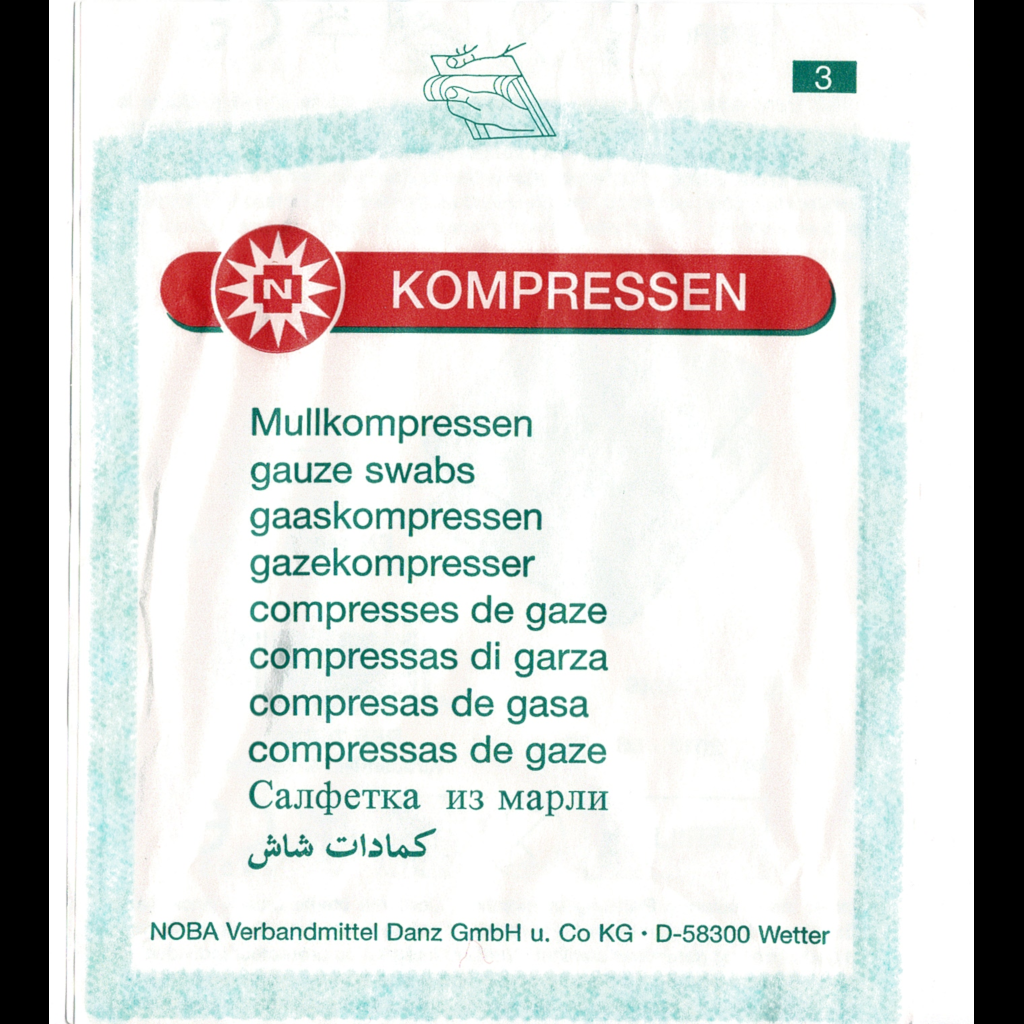 3
N
KOMPRESSEN
Mullkompressen
gauze swabs
gaaskompressen
gazekompresser
compresses de gaze
compressas di garza
compresas de gasa
compressas de gaze
Салфетка из марли
كمادات شاش
NOBA Verbandmittel Danz GmbH u. Co KG · D-58300 Wetter